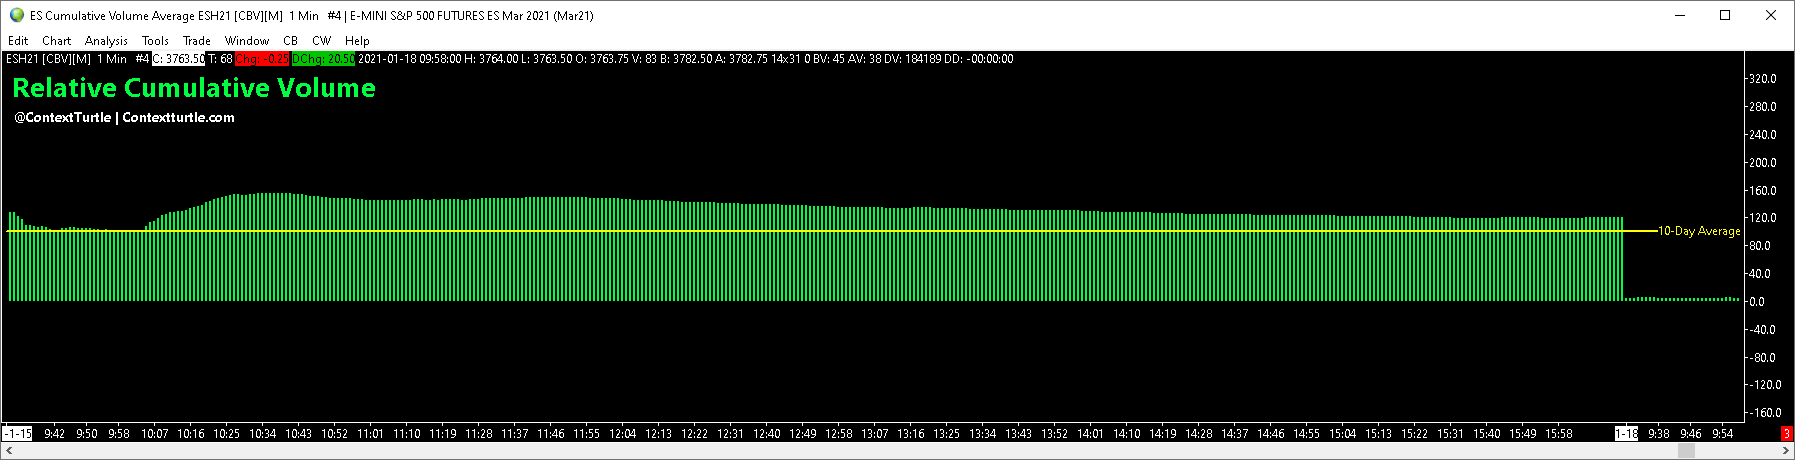 ES Cumulative Volume Average ESH21 [CBV][M] 1 Min #4 | E-MINI S&P 500 FUTURES ES Mar 2021 (Mar21)
Edit Chart Analysis Tools Trade Window CB CW Help
ESH21 [CBV][M] 1 Min #4 C: 3763.50 T: 68 Chg: -0.25 DChg: 20.50 2021-01-18 09:58:00 H: 3764.00 L: 3763.50 O: 3763.75 V: 83 B: 3782.50 A: 3782.75 14x31 0 BV: 45 AV: 38 DV: 184189 DD: -00:00:00
Relative Cumulative Volume
@ContextTurtle | Contextturtle.com
320.0
280.0
240.0
200.0
160.0
120.0
10-Day Average
80.0
40.0
0.0
-40.0
-80.0
-120.0
-160.0
-1-15 9:42 9:50 9:58 10:07 10:16 10:25 10:34 10:43 10:52 11:01 11:10 11:19 11:28 11:37 11:46 11:55 12:04 12:13 12:22 12:31 12:40 12:49 12:58 13:07 13:16 13:25 13:34 13:43 13:52 14:01 14:10 14:19 14:28 14:37 14:46 14:55 15:04 15:13 15:22 15:31 15:40 15:49 15:58 1-18 9:38 9:46 9:54 3